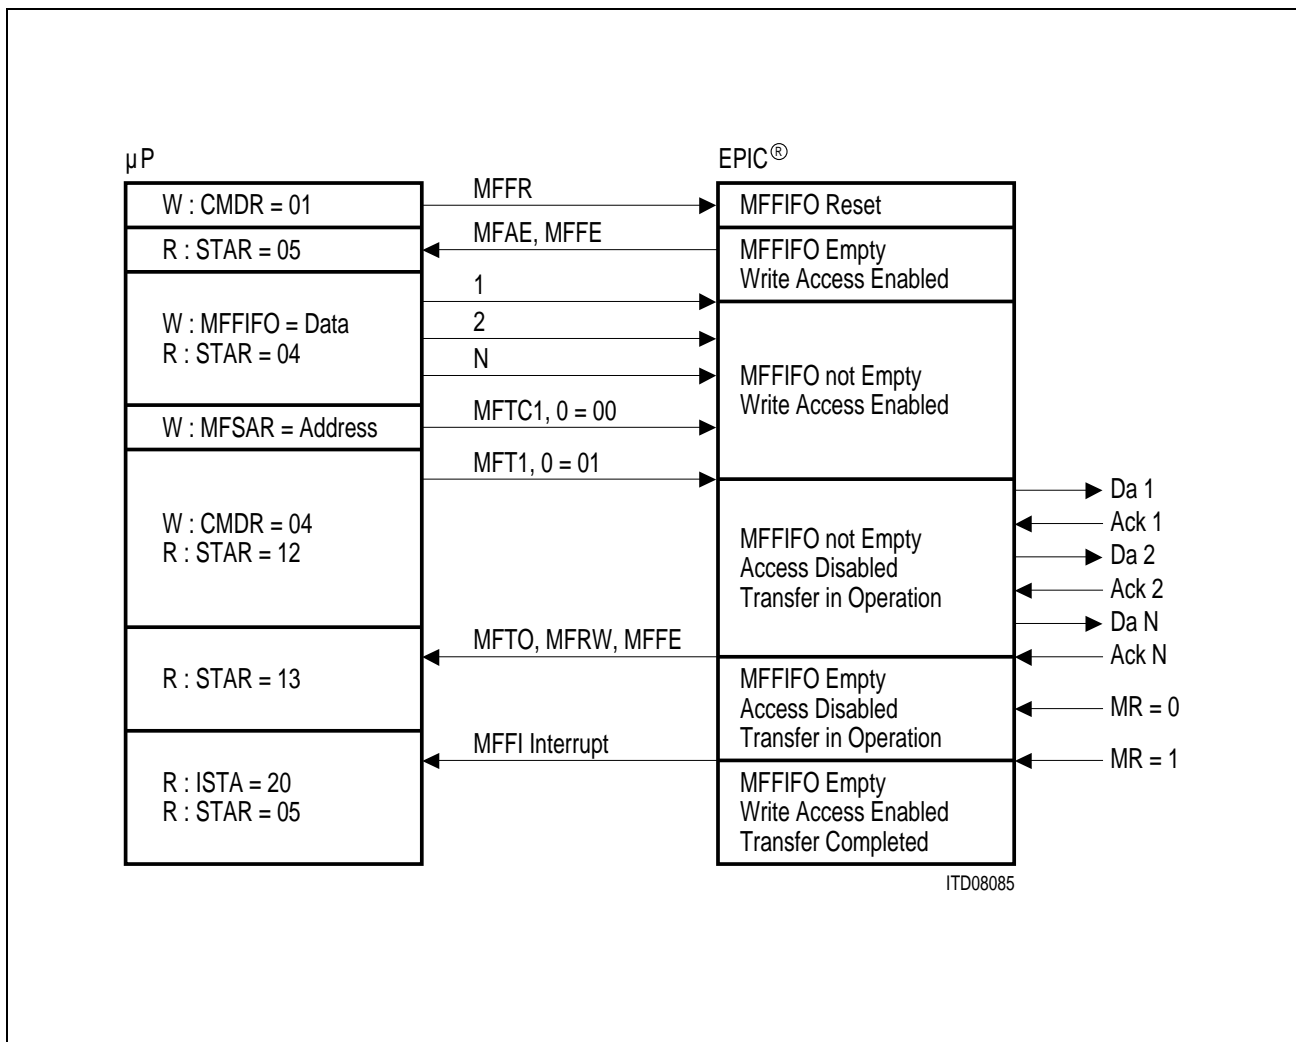 µP
EPIC®
W : CMDR = 01
MFFR
MFFIFO Reset
R : STAR = 05
MFAE, MFFE
MFFIFO Empty
Write Access Enabled
W : MFFIFO = Data
R : STAR = 04
1
2
N
MFFIFO not Empty
Write Access Enabled
W : MFSAR = Address
MFTC1, 0 = 00
MFT1, 0 = 01
W : CMDR = 04
R : STAR = 12
MFFIFO not Empty
Access Disabled
Transfer in Operation
Da 1
Ack 1
Da 2
Ack 2
Da N
Ack N
R : STAR = 13
MFTO, MFRW, MFFE
MFFIFO Empty
Access Disabled
Transfer in Operation
MR = 0
MR = 1
R : ISTA = 20
R : STAR = 05
MFFI Interrupt
MFFIFO Empty
Write Access Enabled
Transfer Completed
ITD08085